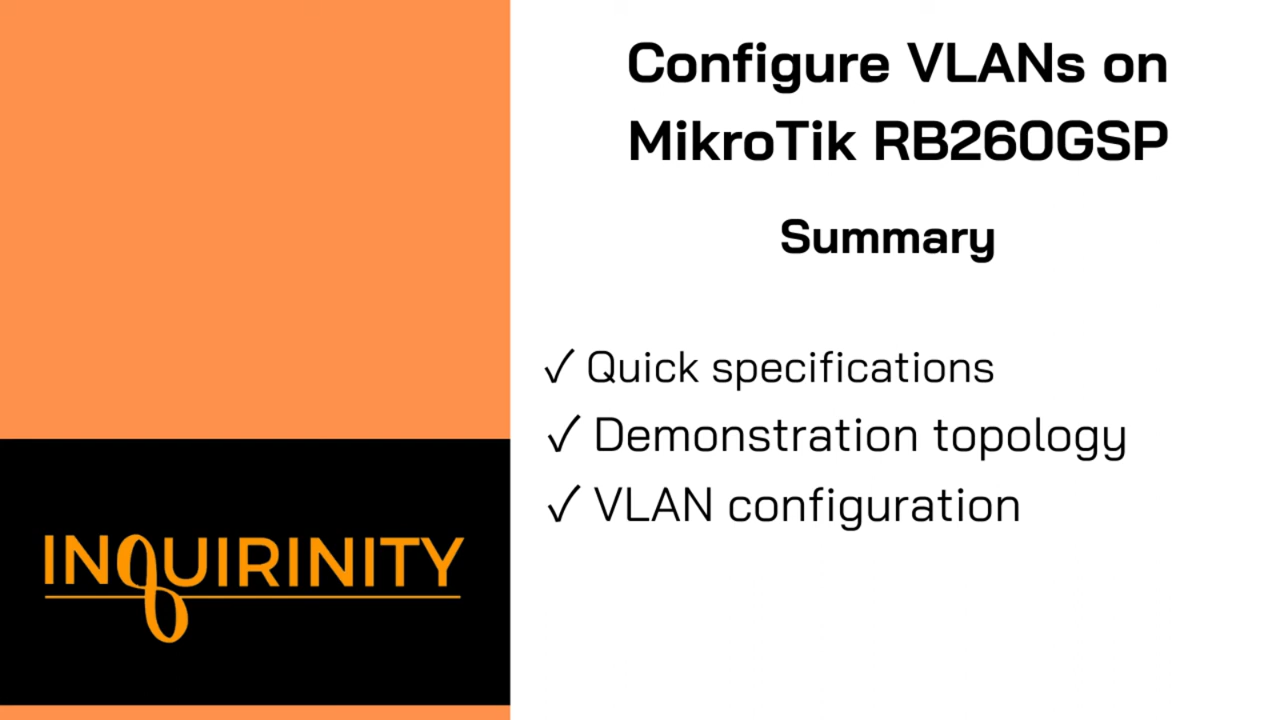 Configure VLANs on
MikroTik RB260GSP
Summary
✓ Quick specifications
✓ Demonstration topology
✓ VLAN configuration
INQUIRINITY